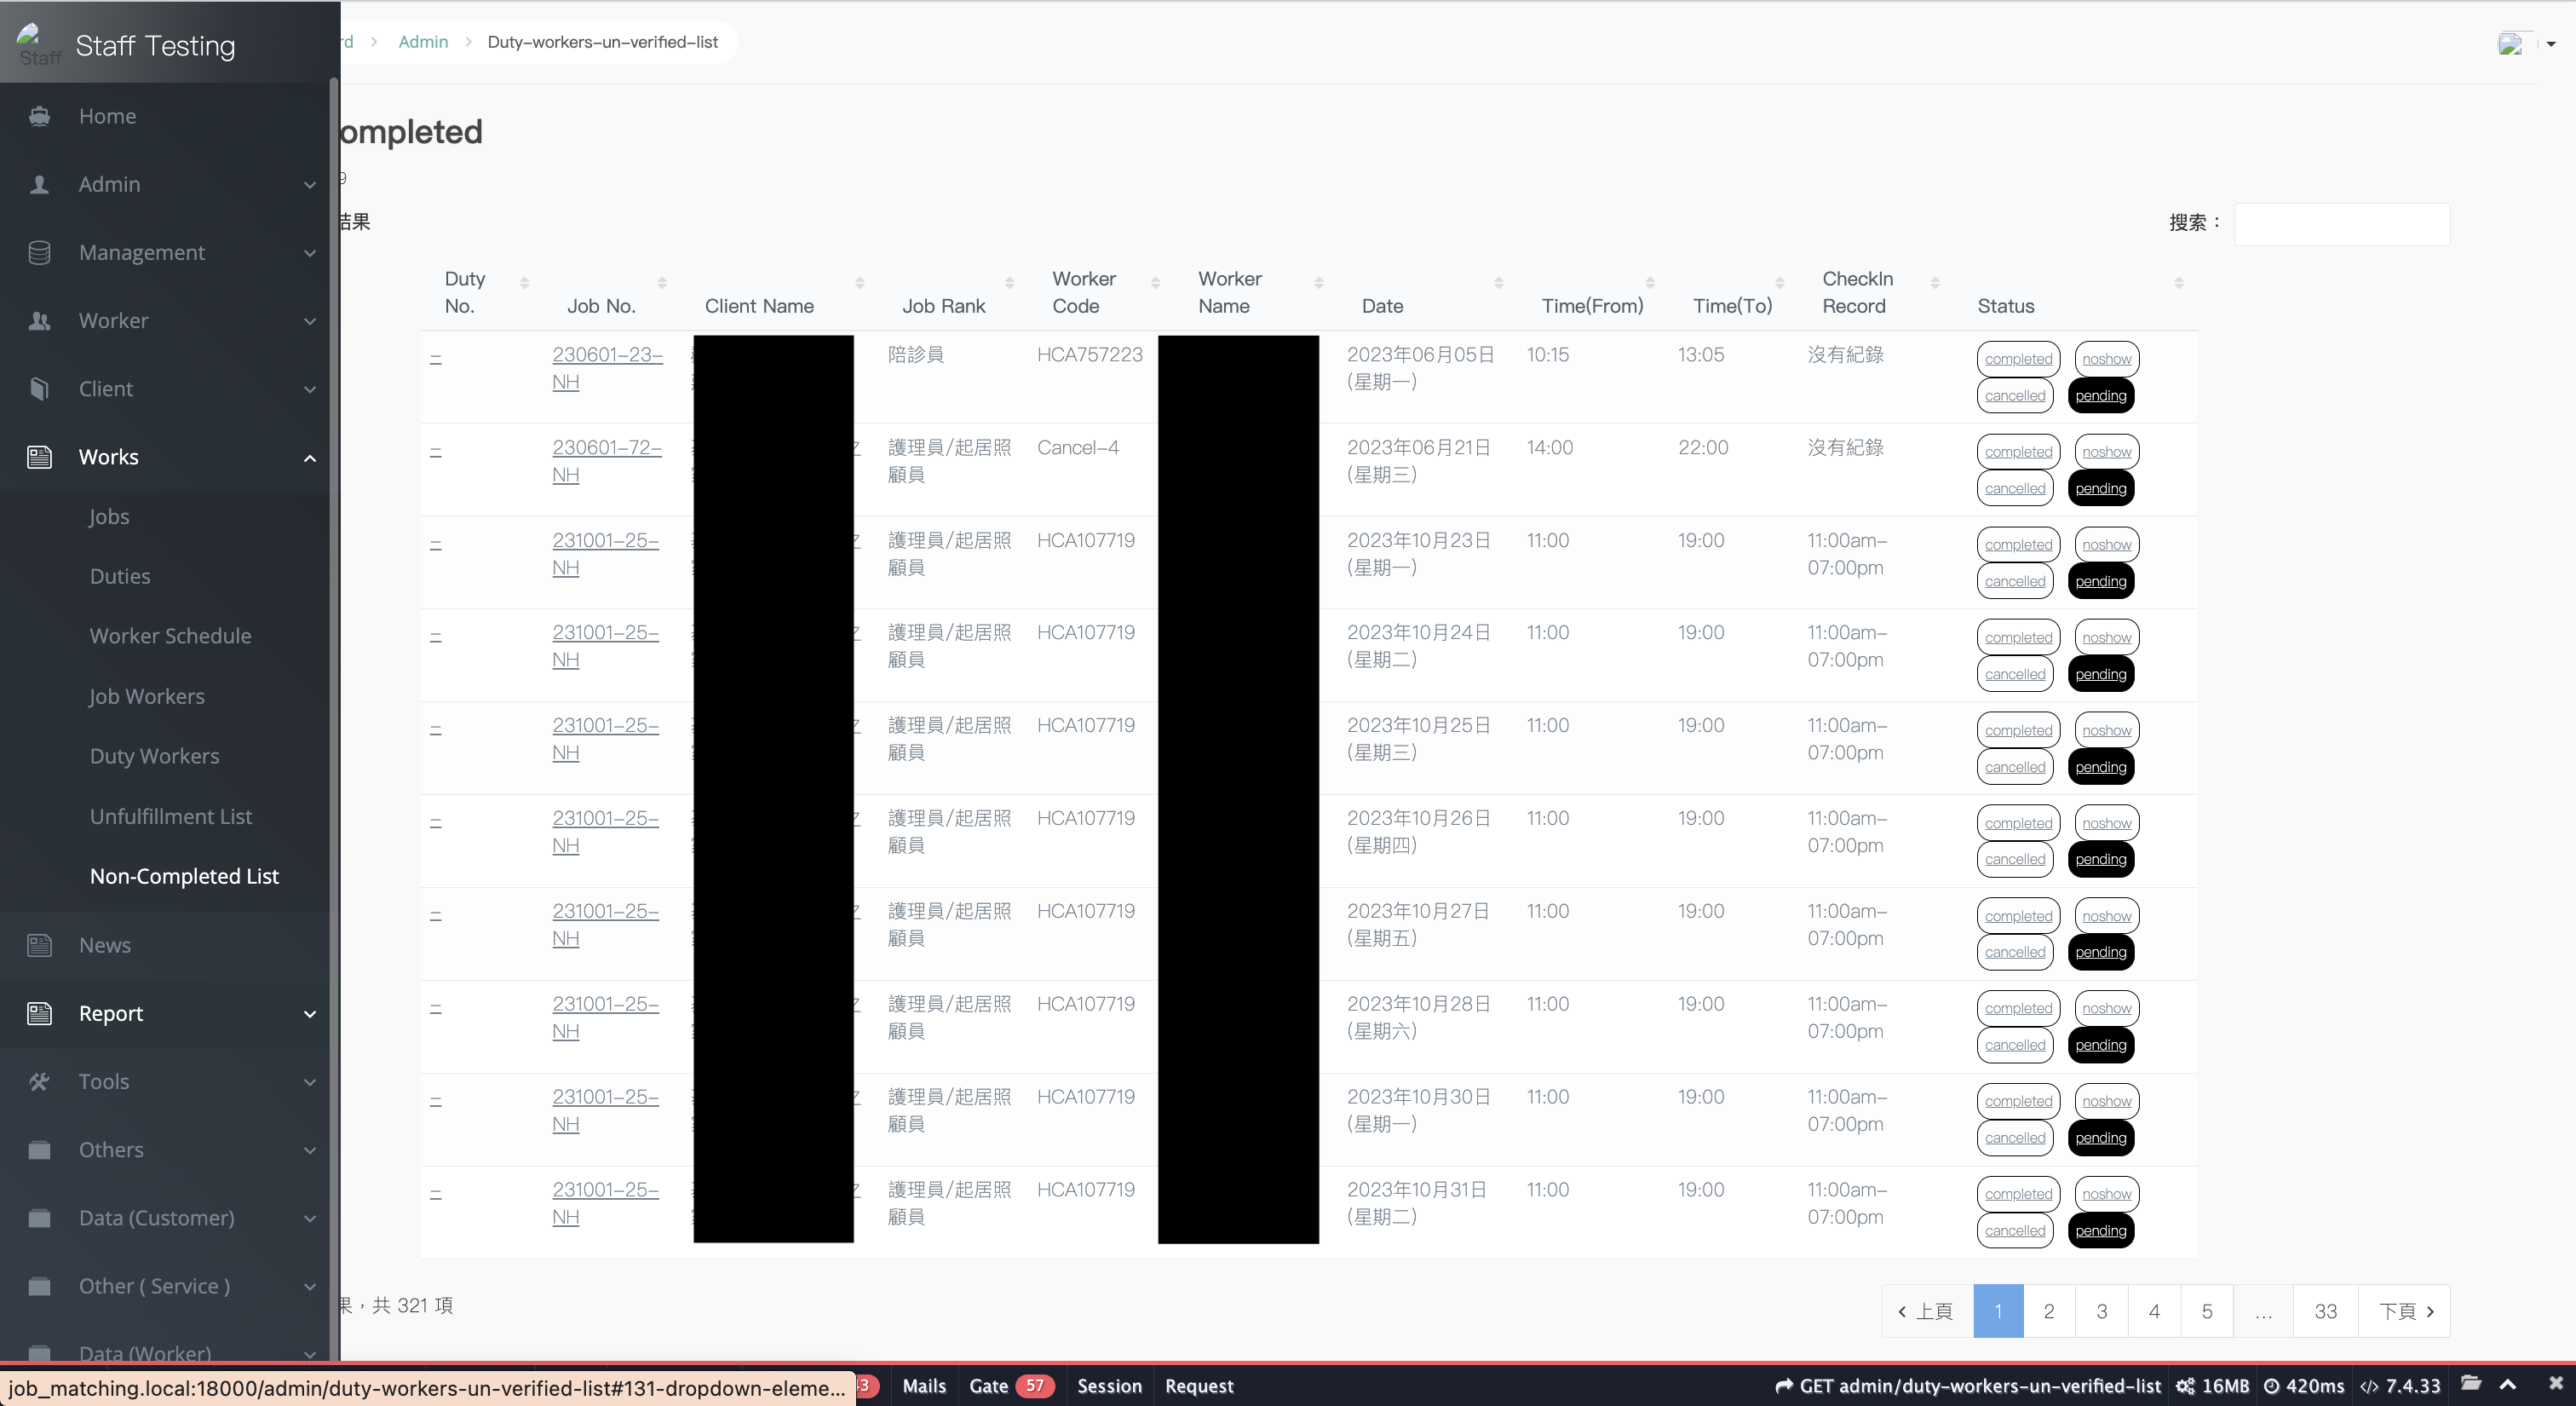 Staff
Staff Testing
rd > Admin > Duty-workers-un-verified-list
Home
Admin
Management
Worker
Client
Works
Jobs
Duties
Worker Schedule
Job Workers
Duty Workers
Unfulfillment List
Non-Completed List
News
Report
Tools
Others
Data (Customer)
Other ( Service )
Data (Worker)
ompleted
9
結果
搜索：
Duty No. Job No. Client Name Job Rank Worker Code Worker Name Date Time(From) Time(To) CheckIn Record Status
– 230601-23-NH 陪診員 HCA757223 2023年06月05日 (星期一) 10:15 13:05 沒有紀錄 completed noshow cancelled pending
– 230601-72-NH 護理員/起居照顧員 Cancel-4 2023年06月21日 (星期三) 14:00 22:00 沒有紀錄 completed noshow cancelled pending
– 231001-25-NH 護理員/起居照顧員 HCA107719 2023年10月23日 (星期一) 11:00 19:00 11:00am-07:00pm completed noshow cancelled pending
– 231001-25-NH 護理員/起居照顧員 HCA107719 2023年10月24日 (星期二) 11:00 19:00 11:00am-07:00pm completed noshow cancelled pending
– 231001-25-NH 護理員/起居照顧員 HCA107719 2023年10月25日 (星期三) 11:00 19:00 11:00am-07:00pm completed noshow cancelled pending
– 231001-25-NH 護理員/起居照顧員 HCA107719 2023年10月26日 (星期四) 11:00 19:00 11:00am-07:00pm completed noshow cancelled pending
– 231001-25-NH 護理員/起居照顧員 HCA107719 2023年10月27日 (星期五) 11:00 19:00 11:00am-07:00pm completed noshow cancelled pending
– 231001-25-NH 護理員/起居照顧員 HCA107719 2023年10月28日 (星期六) 11:00 19:00 11:00am-07:00pm completed noshow cancelled pending
– 231001-25-NH 護理員/起居照顧員 HCA107719 2023年10月30日 (星期一) 11:00 19:00 11:00am-07:00pm completed noshow cancelled pending
– 231001-25-NH 護理員/起居照顧員 HCA107719 2023年10月31日 (星期二) 11:00 19:00 11:00am-07:00pm completed noshow cancelled pending
果，共 321 項
‹ 上頁 1 2 3 4 5 … 33 下頁 ›
job_matching.local:18000/admin/duty-workers-un-verified-list#131-dropdown-eleme...
43 Mails Gate 57 Session Request
GET admin/duty-workers-un-verified-list 16MB 420ms 7.4.33